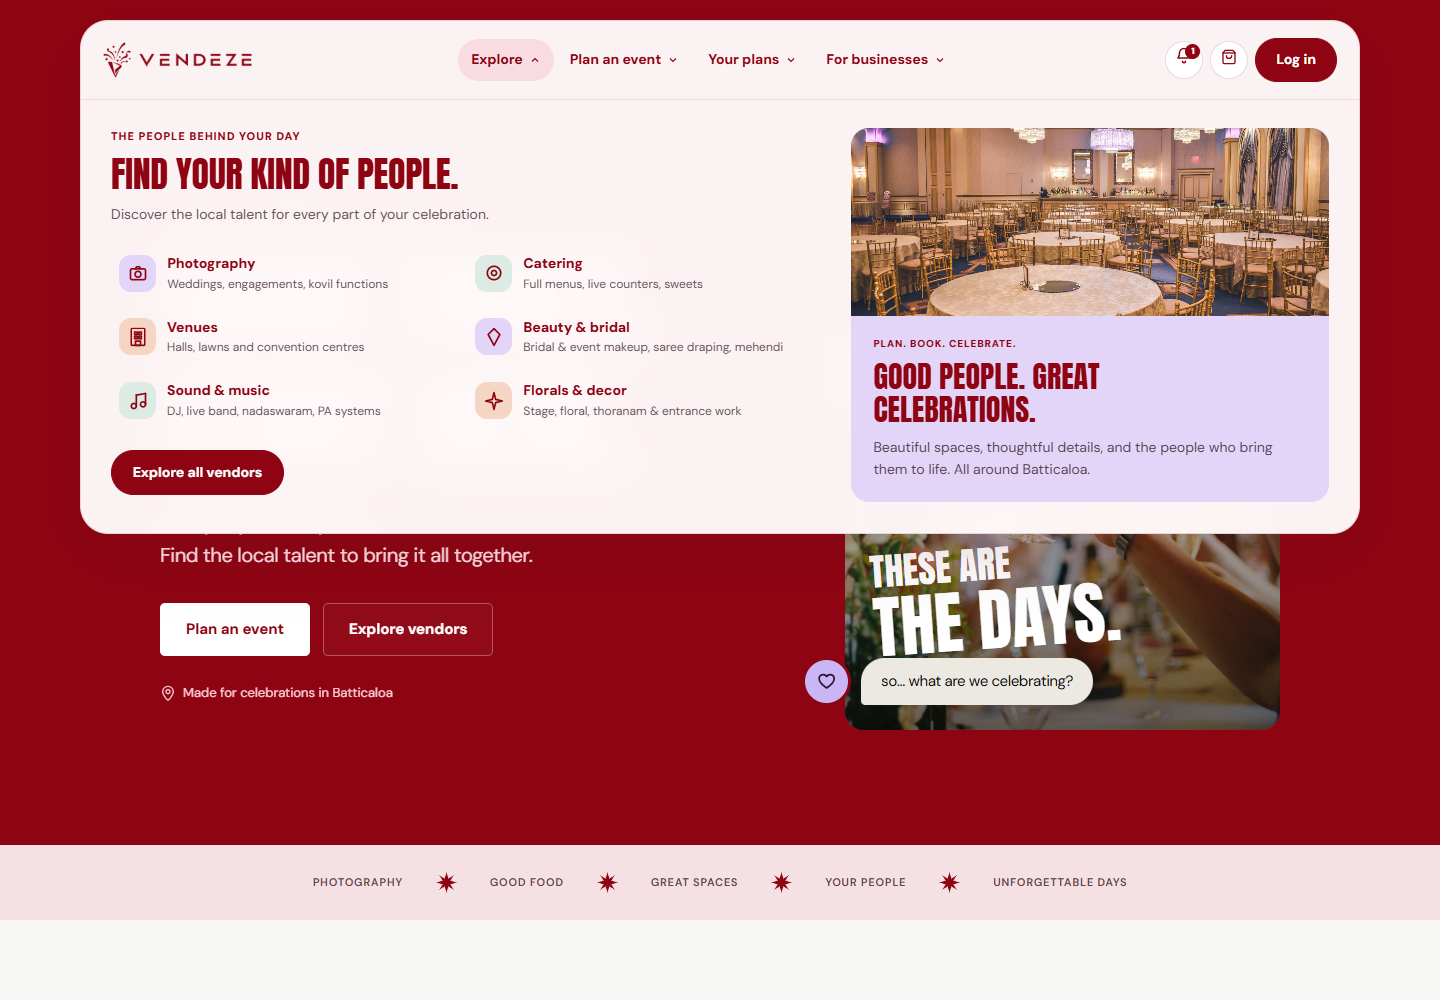 VENDEZE
Explore
Plan an event
Your plans
For businesses
1
Log in
THE PEOPLE BEHIND YOUR DAY
FIND YOUR KIND OF PEOPLE.
Discover the local talent for every part of your celebration.
Photography
Weddings, engagements, kovil functions
Catering
Full menus, live counters, sweets
Venues
Halls, lawns and convention centres
Beauty & bridal
Bridal & event makeup, saree draping, mehendi
Sound & music
DJ, live band, nadaswaram, PA systems
Florals & decor
Stage, floral, thoranam & entrance work
Explore all vendors
PLAN. BOOK. CELEBRATE.
GOOD PEOPLE. GREAT
CELEBRATIONS.
Beautiful spaces, thoughtful details, and the people who bring
them to life. All around Batticaloa.
Find the local talent to bring it all together.
Plan an event
Explore vendors
Made for celebrations in Batticaloa
THESE ARE
THE DAYS.
so... what are we celebrating?
PHOTOGRAPHY
GOOD FOOD
GREAT SPACES
YOUR PEOPLE
UNFORGETTABLE DAYS